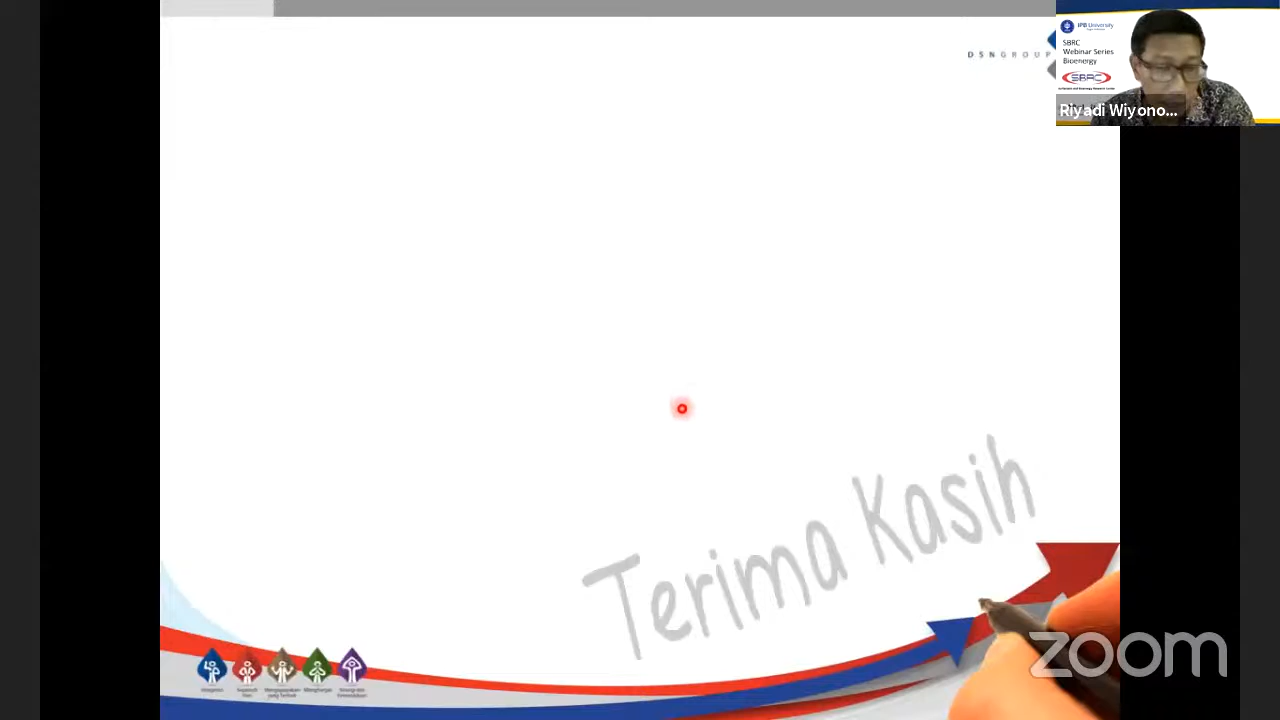 IPB University
SBRC
Webinar Series
Bioenergy
SBRC
Riyadi Wiyono...
DSNGROUP
Terima Kasih
zoom